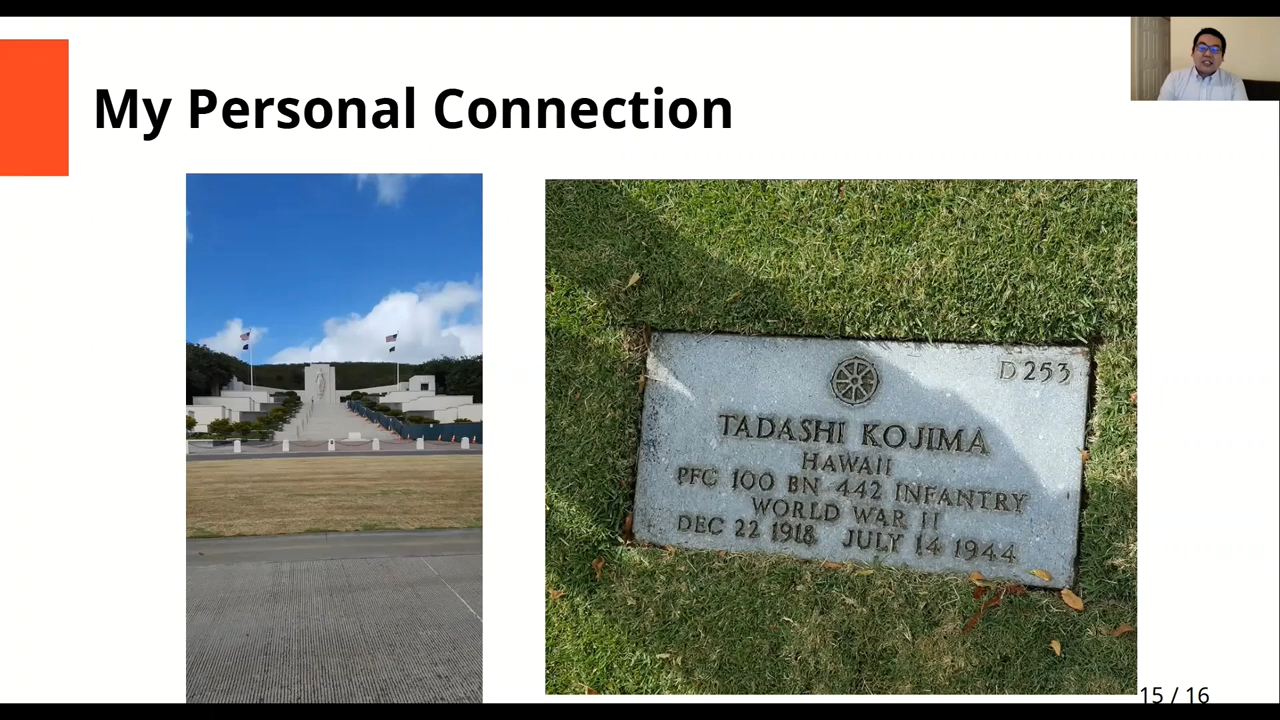 My Personal Connection
D 253
TADASHI KOJIMA
HAWAII
PFC 100 BN 442 INFANTRY
WORLD WAR II
DEC 22 1918 JULY 14 1944
15 / 16